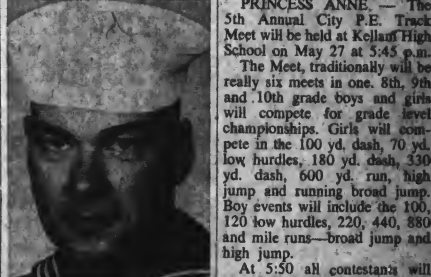 PRINCESS ANNE. — The
5th Annual City P.E. Track
Meet will be held at Kellam High
School on May 27 at 5:45 p.m.
The Meet, traditionally will be
really six meets in one. 8th, 9th
and 10th grade boys and girls
will compete for grade level
championships. Girls will com-
pete in the 100 yd. dash, 70 yd.
low hurdles, 180 yd. dash, 330
yd. dash, 600 yd. run, high
jump and running broad jump.
Boy events will include the 100,
120 low hurdles, 220, 440, 880
and mile runs—broad jump and
high jump.
At 5:50 all contestants will